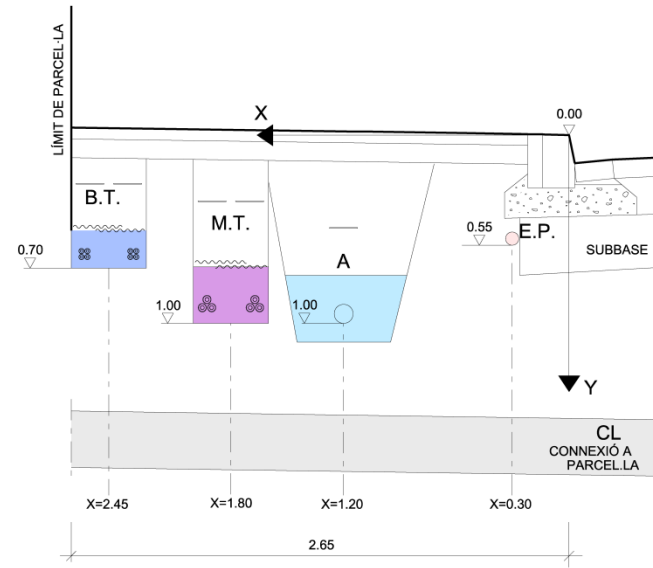 LÍMIT DE PARCEL·LA
X
0.00
B.T.
M.T.
A
E.P.
0.55
SUBBASE
0.70
1.00
1.00
Y
CL
CONNEXIÓ A
PARCEL.LA
X=2.45
X=1.80
X=1.20
X=0.30
2.65